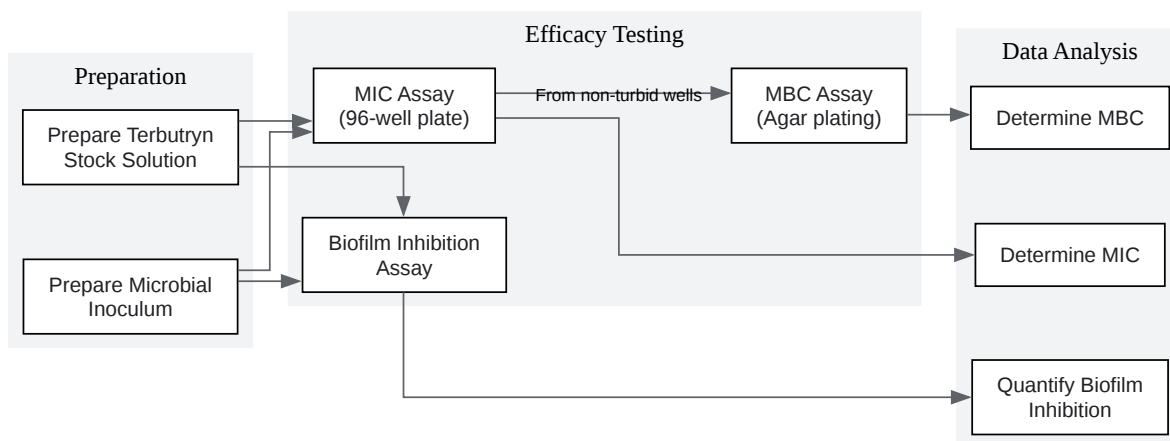 Preparation
Prepare Terbutryn
Stock Solution
Prepare Microbial
Inoculum
Efficacy Testing
MIC Assay
(96-well plate)
From non-turbid wells
MBC Assay
(Agar plating)
Biofilm Inhibition
Assay
Data Analysis
Determine MBC
Determine MIC
Quantify Biofilm
Inhibition